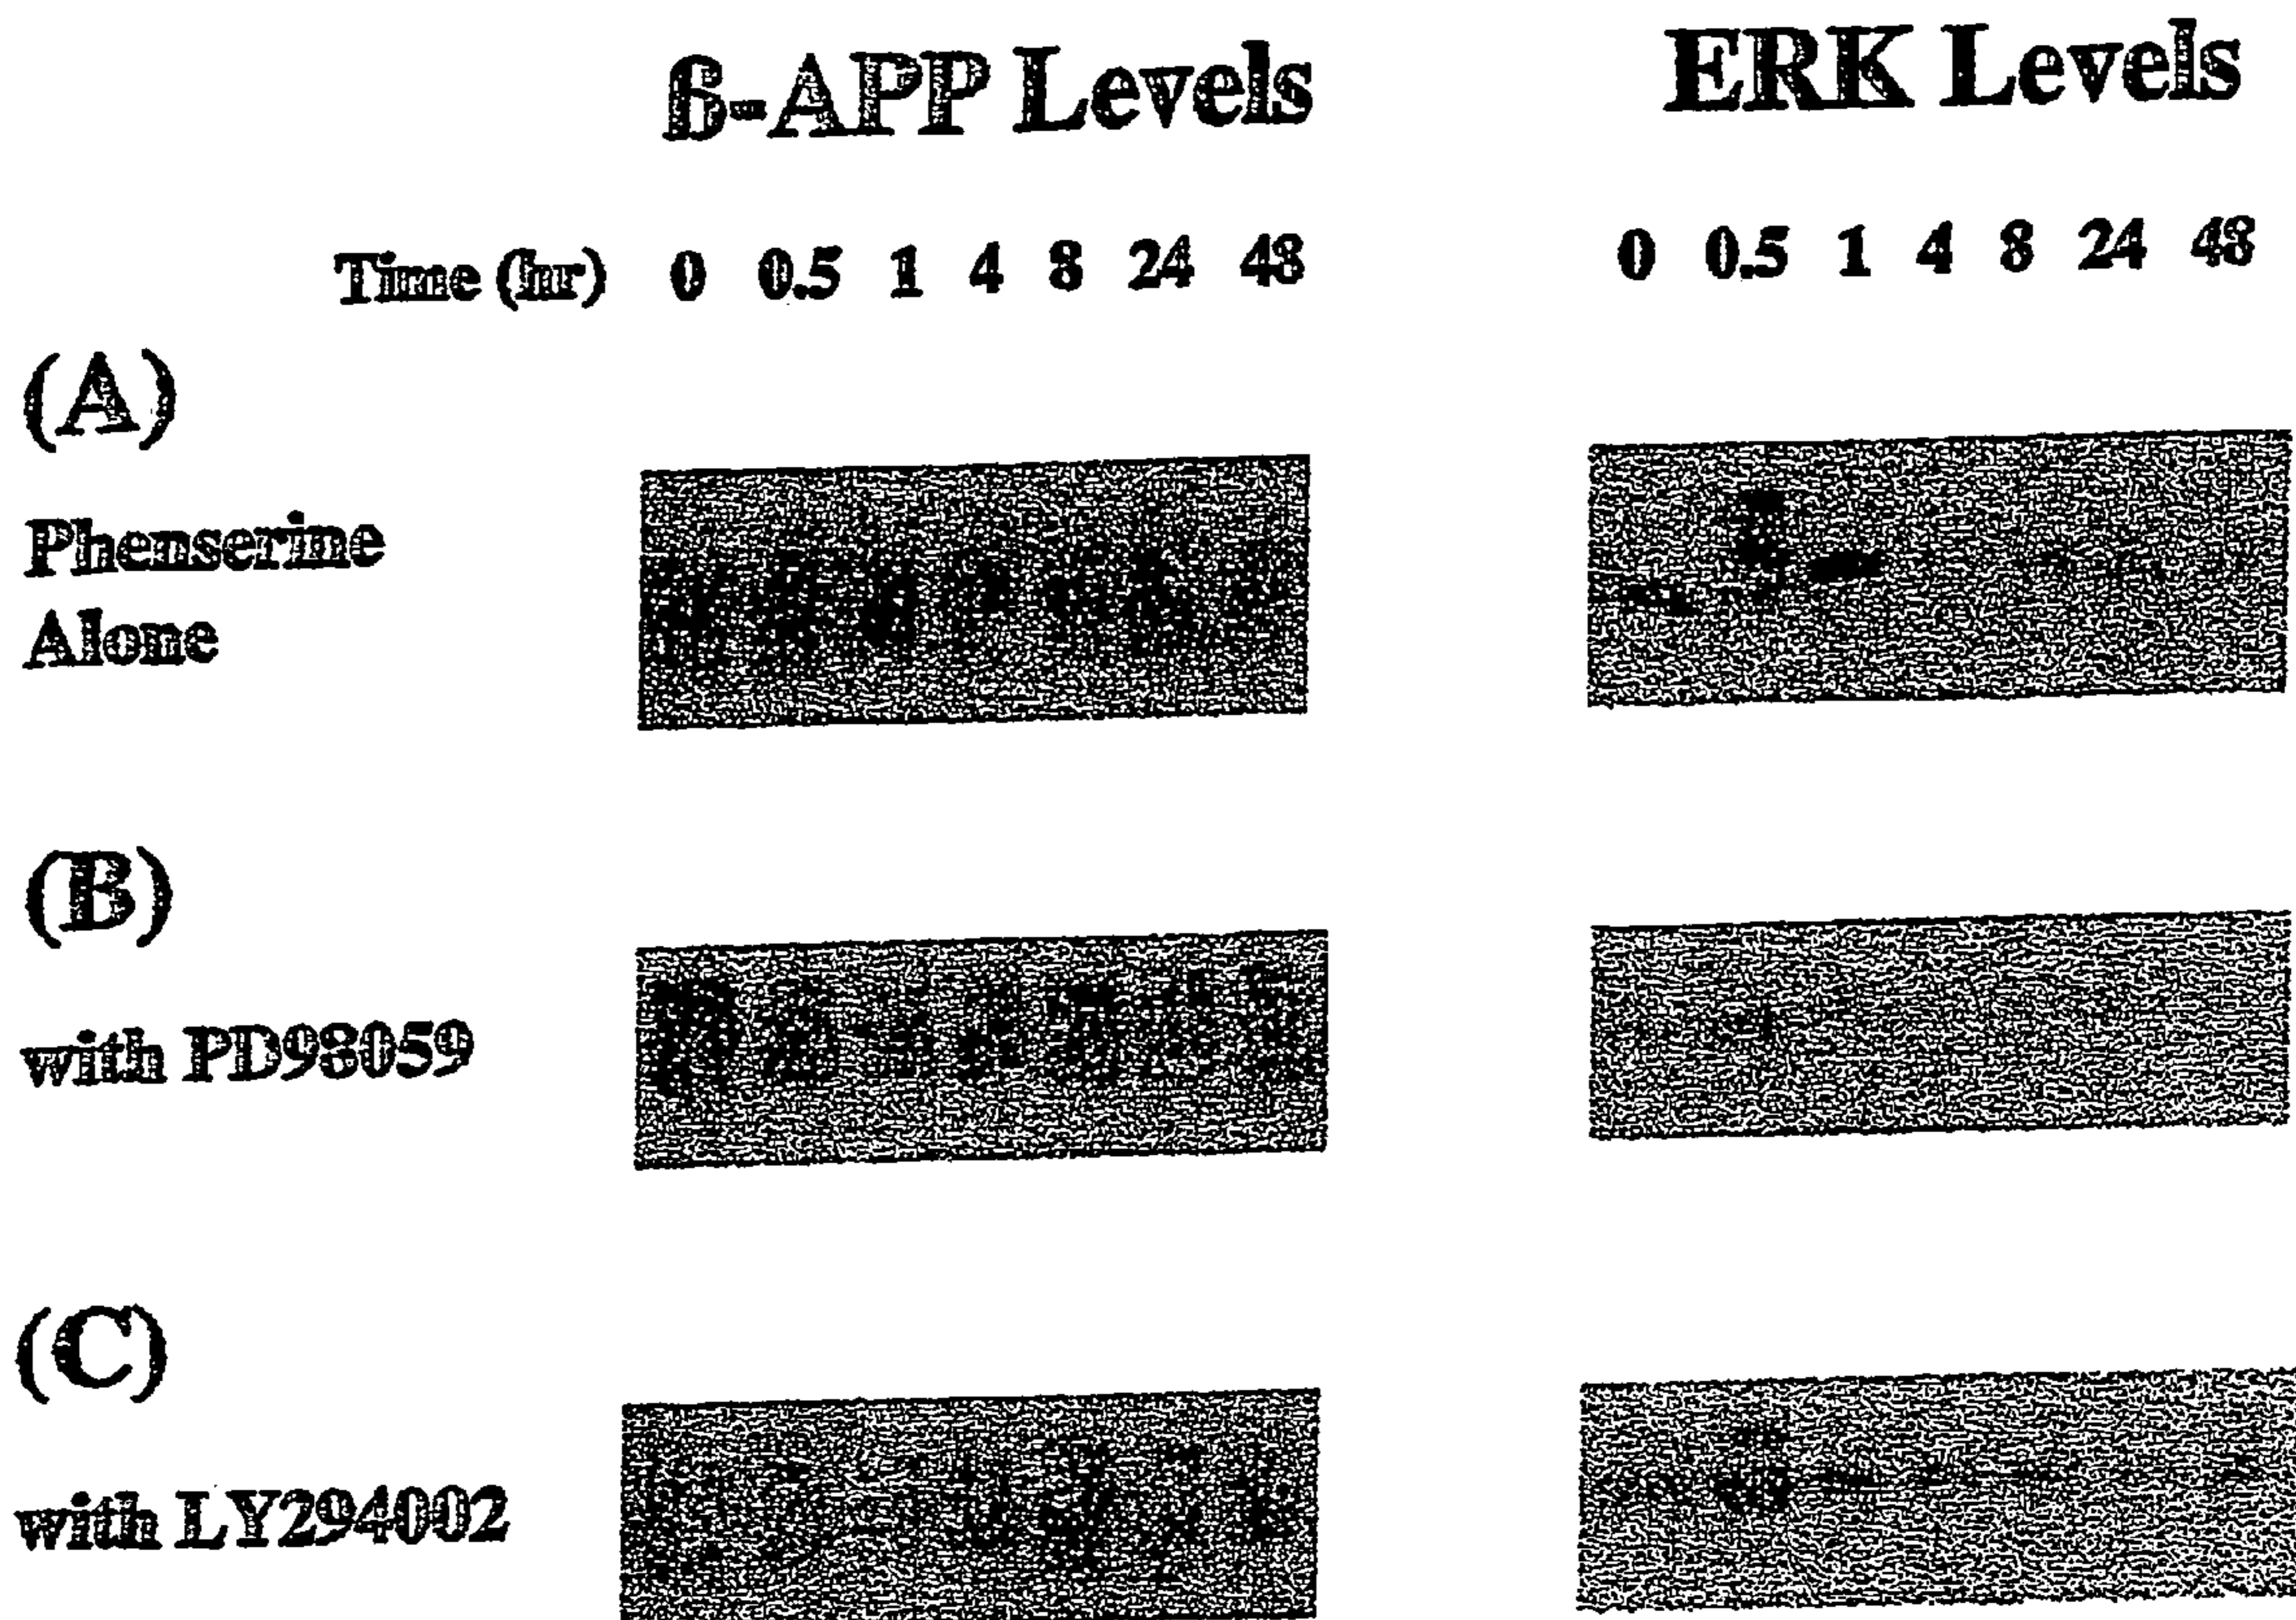 ß-APP Levels ERK Levels
Time (hr) 0 0.5 1 4 8 24 48 0 0.5 1 4 8 24 48
(A)
Phenserine
Alone
(B)
with PD98059
(C)
with LY294002